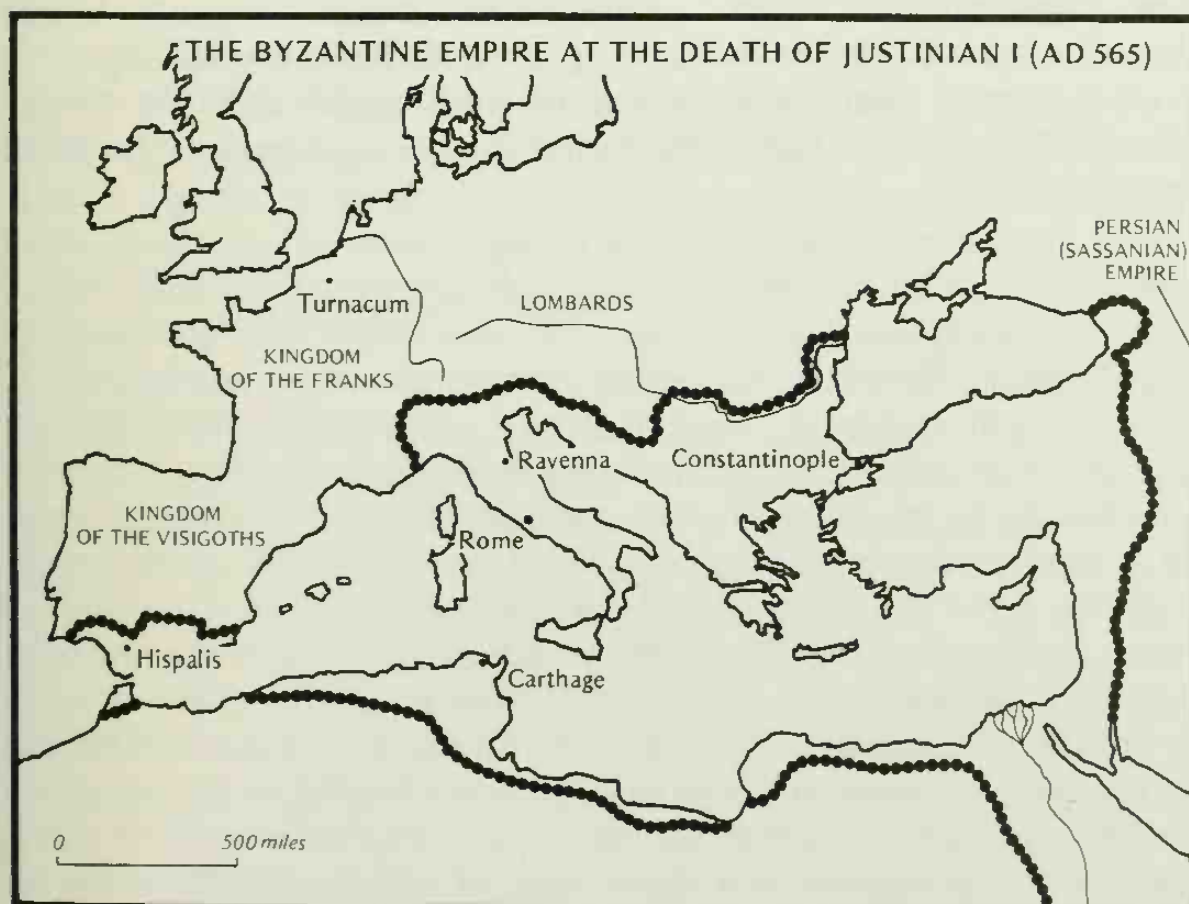 THE BYZANTINE EMPIRE AT THE DEATH OF JUSTINIAN I (AD 565)
PERSIAN
(SASSANIAN)
EMPIRE
Turnacum
LOMBARDS
KINGDOM
OF THE FRANKS
Ravenna
Constantinople
KINGDOM
OF THE VISIGOTHS
Rome
Hispalis
Carthage
0 500 miles